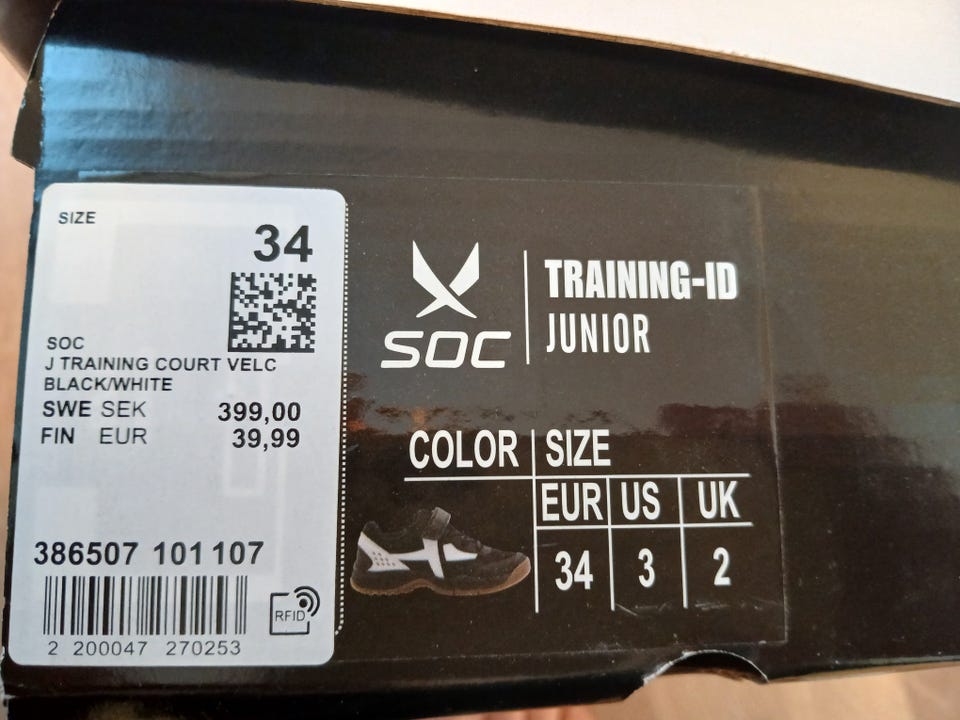 SIZE
34
SOC
J TRAINING COURT VELC
BLACK/WHITE
SWE SEK 399,00
FIN EUR 39,99
386507 101 107
2 200047 270253
RFID
SOC
TRAINING-ID
JUNIOR
COLOR SIZE
EUR US UK
34 3 2